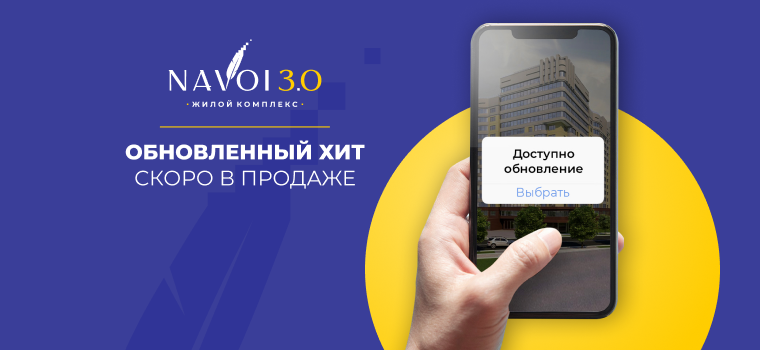 NAVOI 3.0
· ЖИЛОЙ КОМПЛЕКС ·
ОБНОВЛЕННЫЙ ХИТ
СКОРО В ПРОДАЖЕ
Доступно
обновление
Выбрать